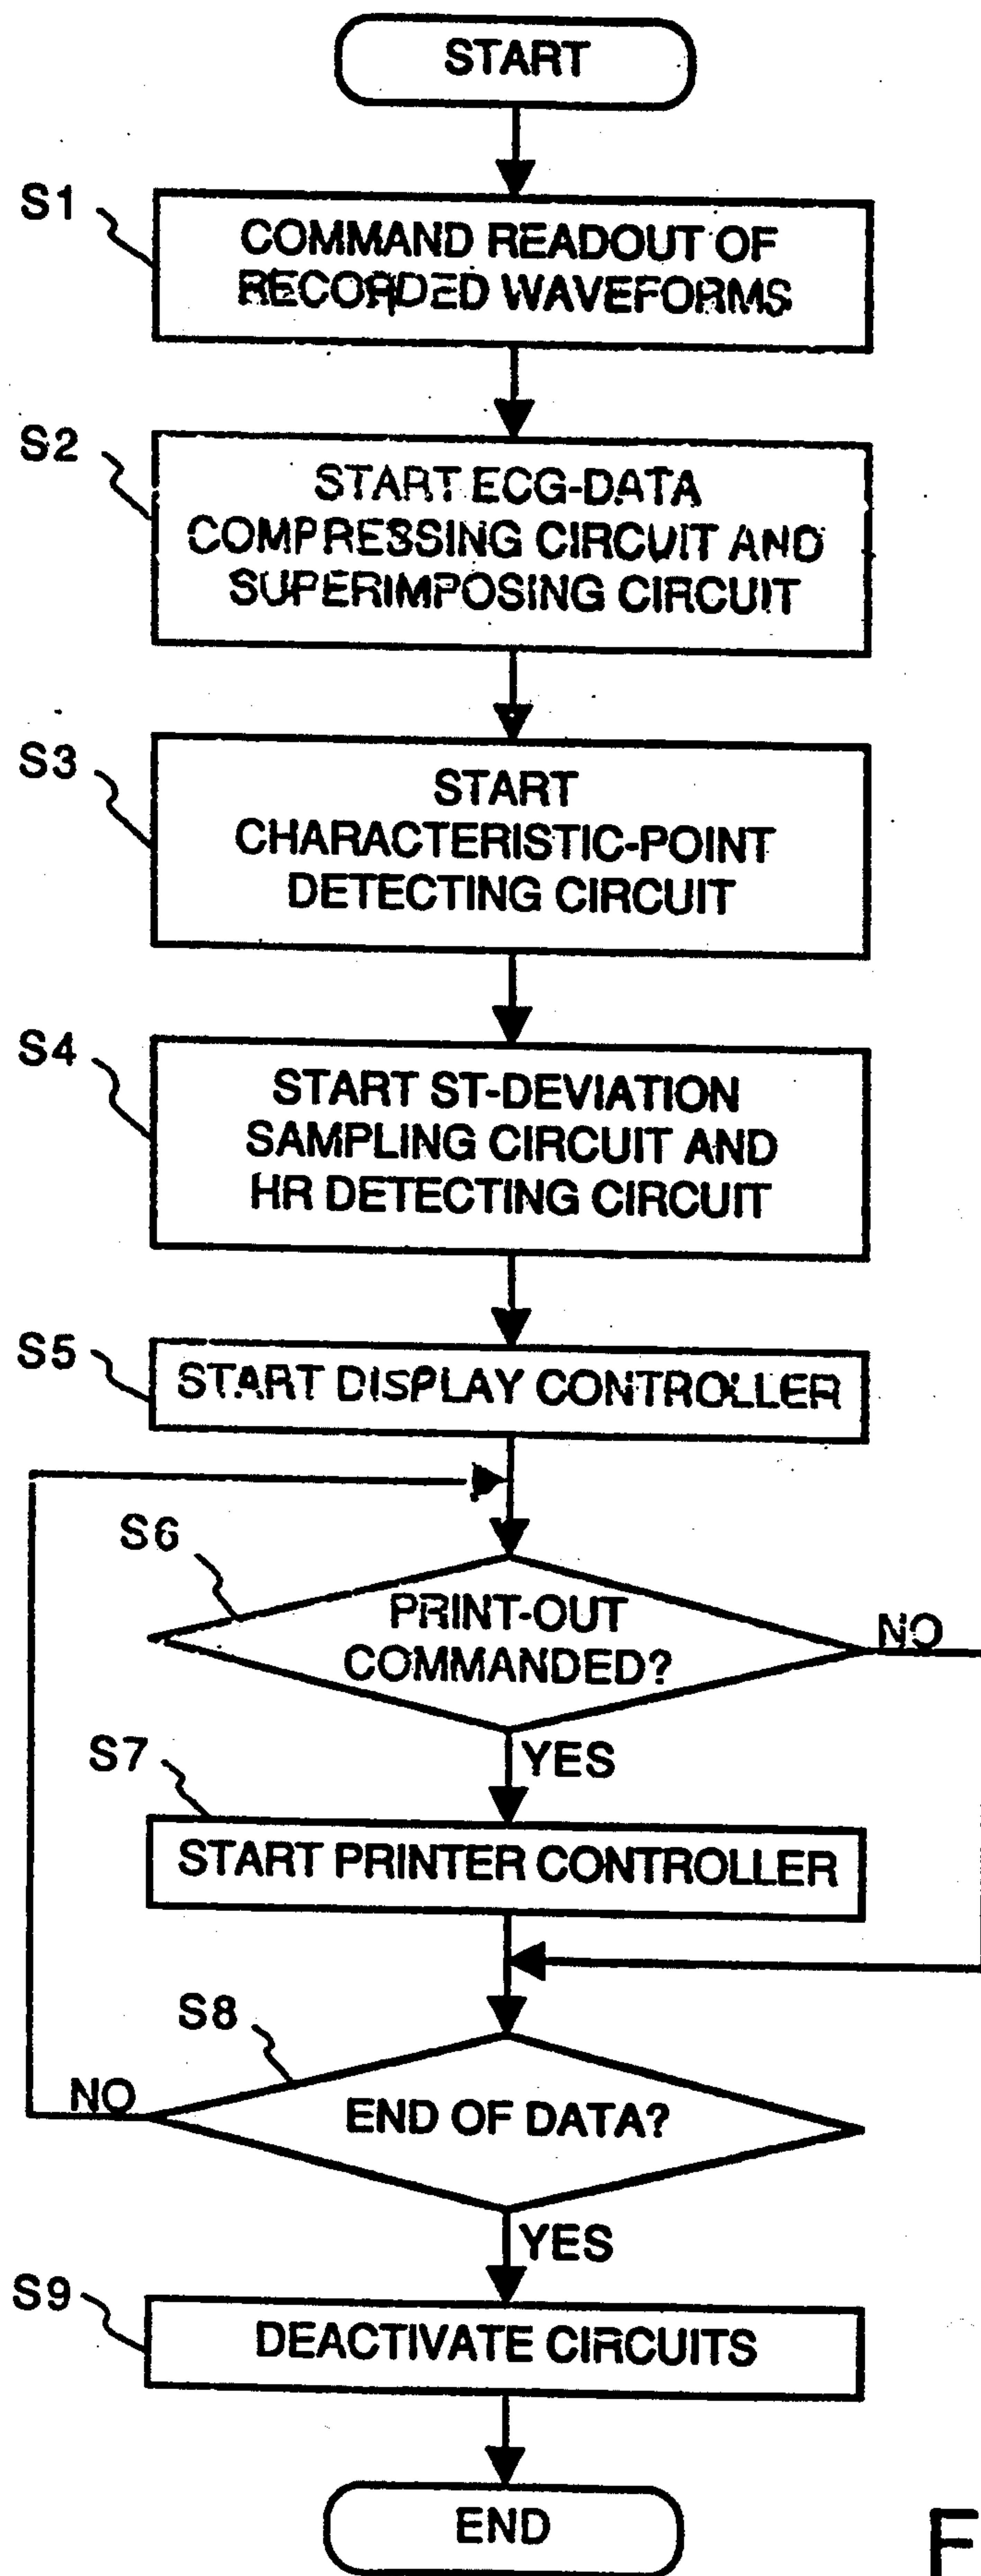 START
S1
COMMAND READOUT OF
RECORDED WAVEFORMS
S2
START ECG-DATA
COMPRESSING CIRCUIT AND
SUPERIMPOSING CIRCUIT
S3
START
CHARACTERISTIC-POINT
DETECTING CIRCUIT
S4
START ST-DEVIATION
SAMPLING CIRCUIT AND
HR DETECTING CIRCUIT
S5
START DISPLAY CONTROLLER
S6
PRINT-OUT
COMMANDED?
NO
YES
S7
START PRINTER CONTROLLER
S8
END OF DATA?
NO
YES
S9
DEACTIVATE CIRCUITS
END